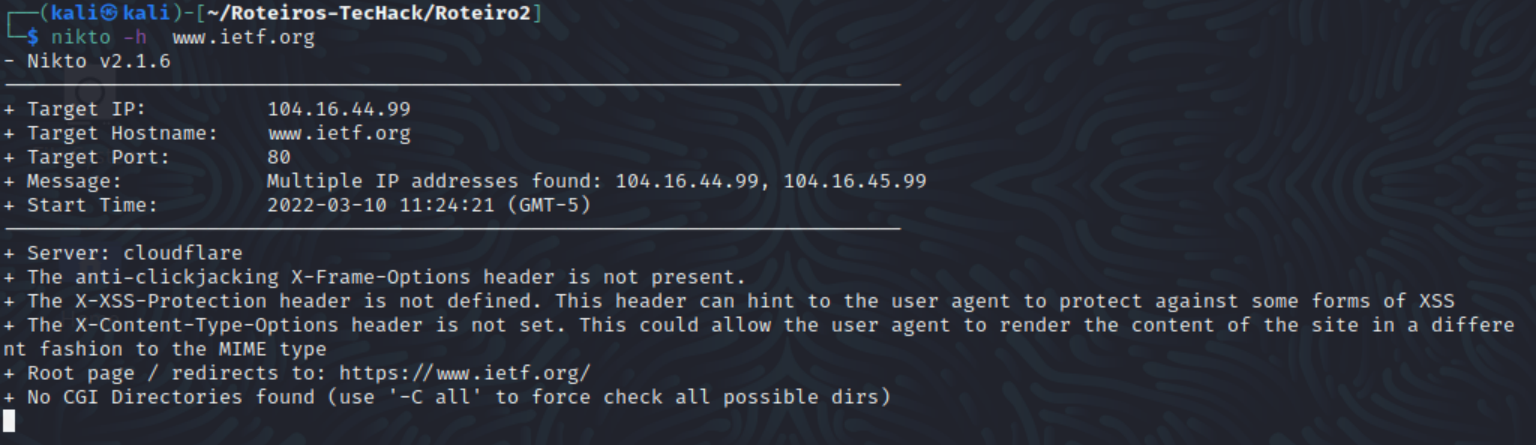 ┌──(kali㉿kali)-[~/Roteiros-TecHack/Roteiro2]
└─$ nikto -h  www.ietf.org
- Nikto v2.1.6
+ Target IP:          104.16.44.99
+ Target Hostname:    www.ietf.org
+ Target Port:        80
+ Message:            Multiple IP addresses found: 104.16.44.99, 104.16.45.99
+ Start Time:         2022-03-10 11:24:21 (GMT-5)
+ Server: cloudflare
+ The anti-clickjacking X-Frame-Options header is not present.
+ The X-XSS-Protection header is not defined. This header can hint to the user agent to protect against some forms of XSS
+ The X-Content-Type-Options header is not set. This could allow the user agent to render the content of the site in a differe
nt fashion to the MIME type
+ Root page / redirects to: https://www.ietf.org/
+ No CGI Directories found (use '-C all' to force check all possible dirs)